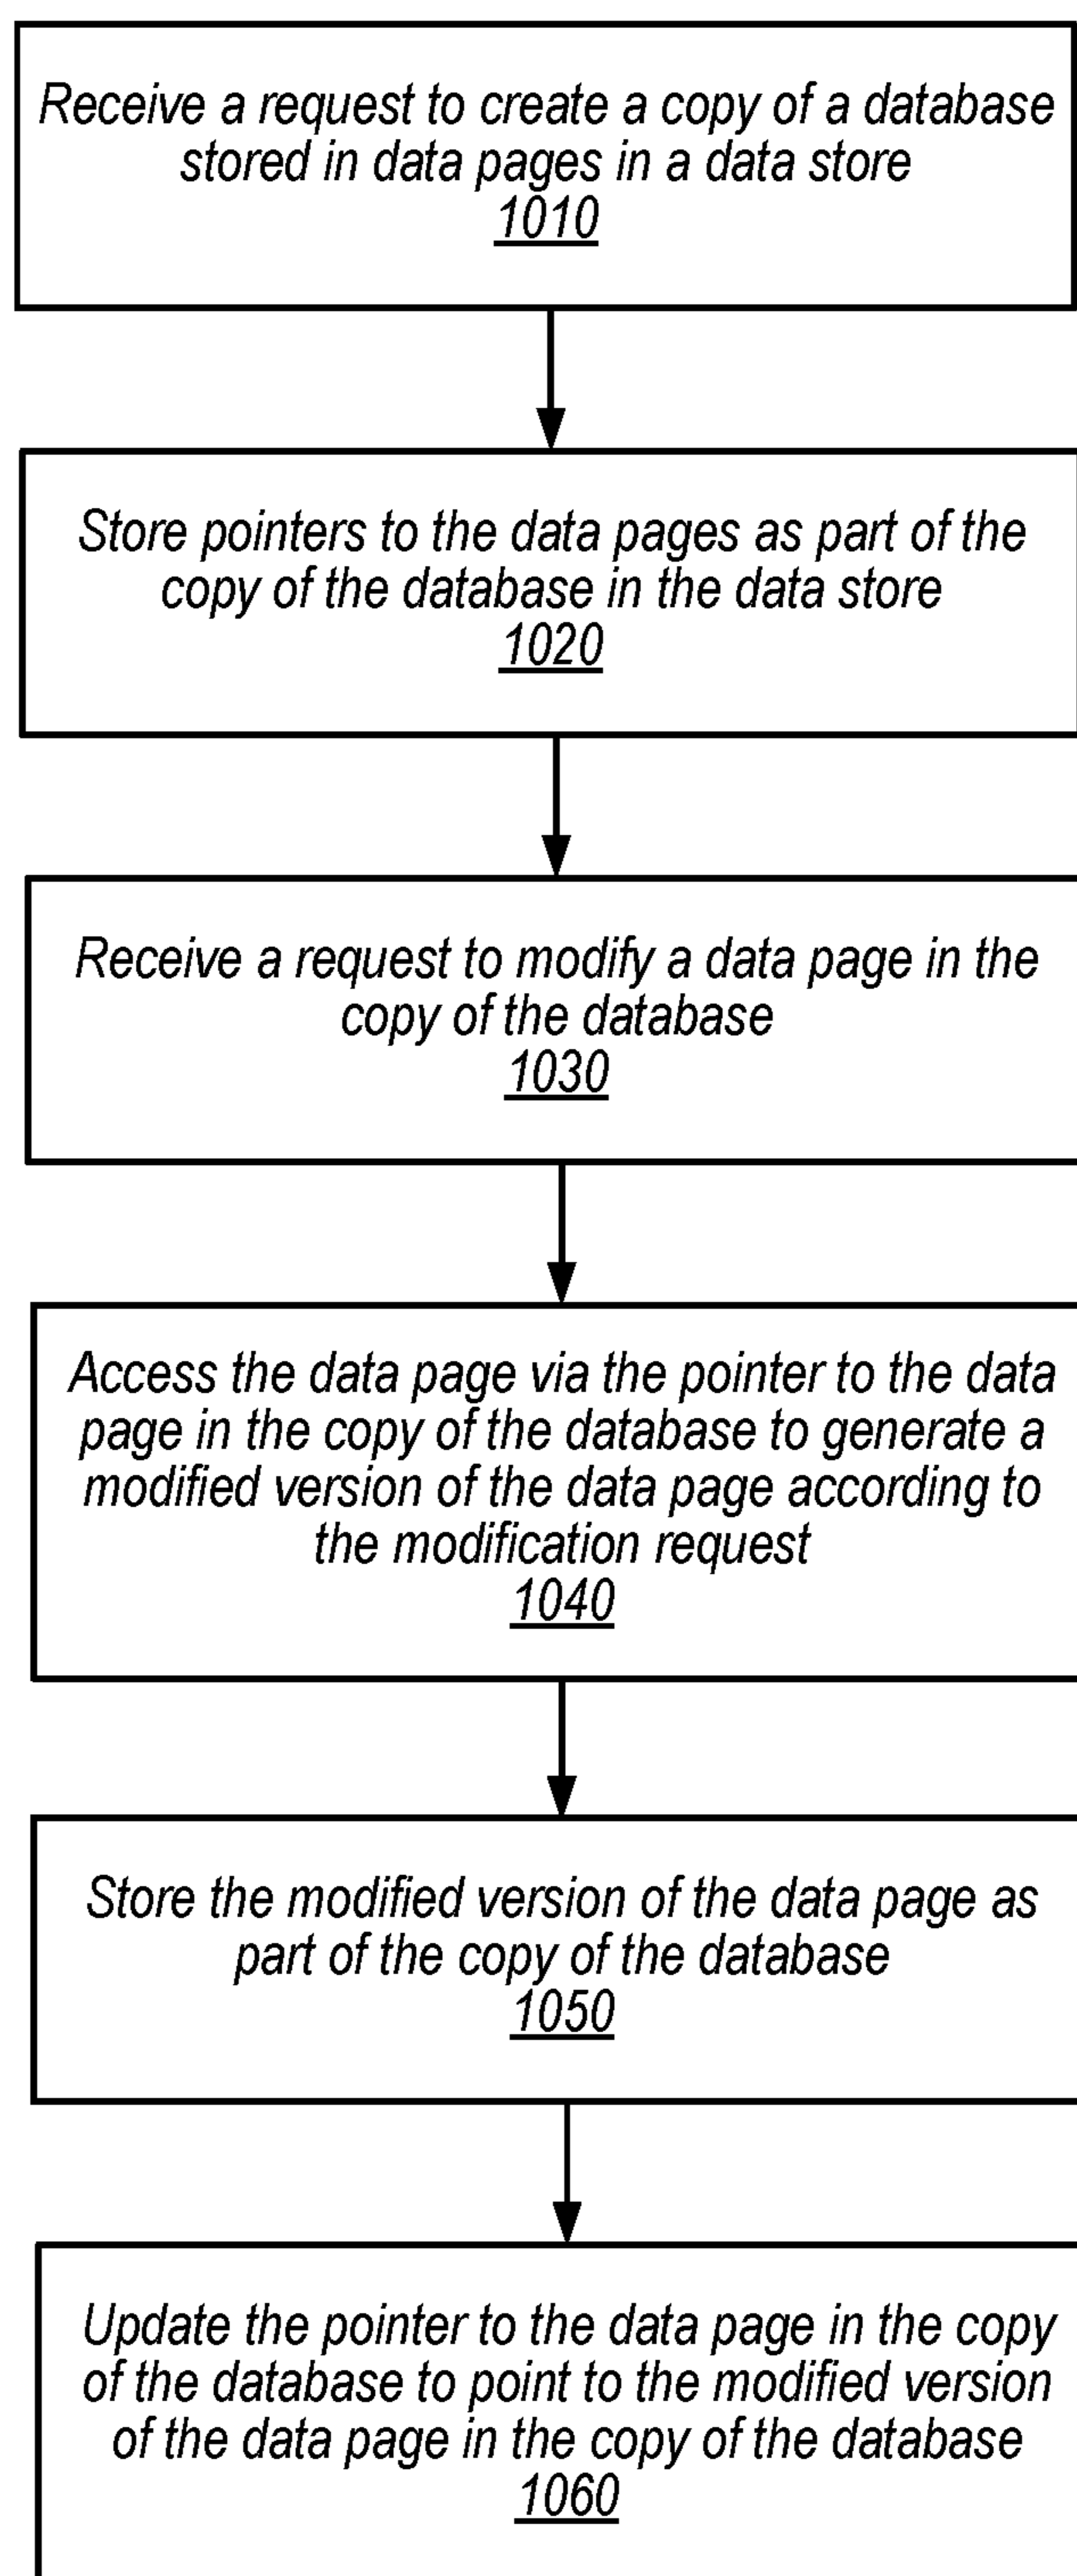 Receive a request to create a copy of a database
stored in data pages in a data store
1010
Store pointers to the data pages as part of the
copy of the database in the data store
1020
Receive a request to modify a data page in the
copy of the database
1030
Access the data page via the pointer to the data
page in the copy of the database to generate a
modified version of the data page according to
the modification request
1040
Store the modified version of the data page as
part of the copy of the database
1050
Update the pointer to the data page in the copy
of the database to point to the modified version
of the data page in the copy of the database
1060